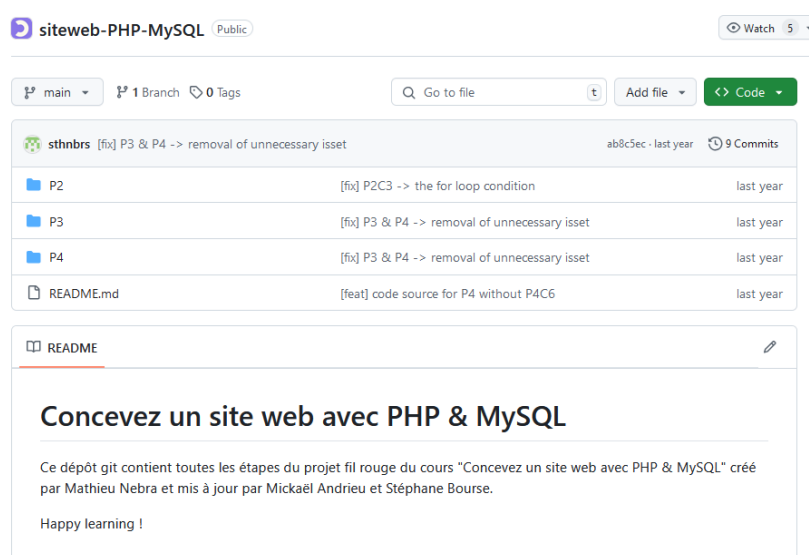 siteweb-PHP-MySQL Public Watch 5
main 1 Branch 0 Tags Go to file t Add file Code
sthnbrs [fix] P3 & P4 -> removal of unnecessary isset ab8c5ec · last year 9 Commits
P2 [fix] P2C3 -> the for loop condition last year
P3 [fix] P3 & P4 -> removal of unnecessary isset last year
P4 [fix] P3 & P4 -> removal of unnecessary isset last year
README.md [feat] code source for P4 without P4C6 last year
README
Concevez un site web avec PHP & MySQL
Ce dépôt git contient toutes les étapes du projet fil rouge du cours "Concevez un site web avec PHP & MySQL" créé
par Mathieu Nebra et mis à jour par Mickaël Andrieu et Stéphane Bourse.
Happy learning !